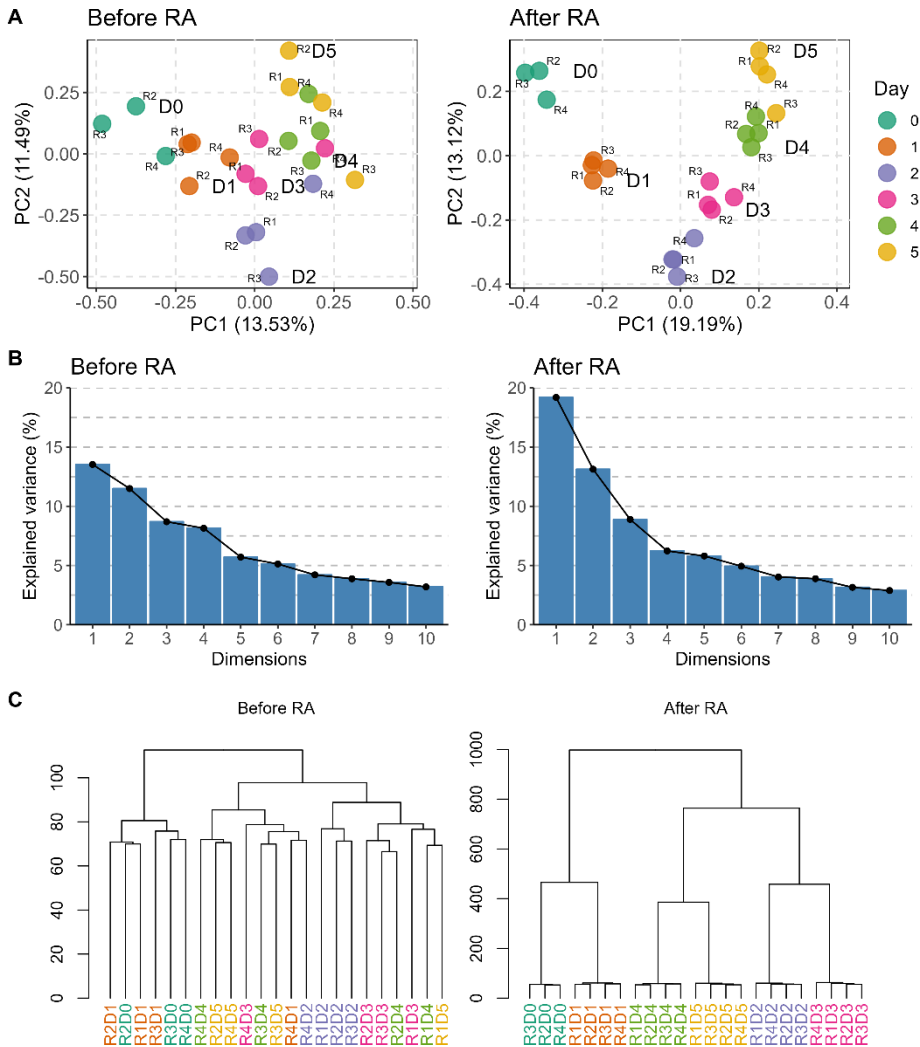 A
Before RA
After RA
PC2 (11.49%)
0.25
0.00
-0.25
-0.50
-0.50
-0.25
0.00
0.25
0.50
PC1 (13.53%)
D0
D1
D2
D3
D4
D5
R2
R3
R4
R1
R3
R4
R2
R3
R1
R2
R2
R1
R3
R4
R2
R1
R4
R3
R4
R1
R2
R4
R3
PC2 (13.12%)
0.2
0.0
-0.2
-0.4
-0.4
-0.2
0.0
0.2
0.4
PC1 (19.19%)
D0
D1
D2
D3
D4
D5
R2
R3
R4
R3
R1
R4
R2
R4
R1
R2
R3
R3
R4
R1
R2
R4
R1
R2
R3
R2
R1
R4
R3
Day
0
1
2
3
4
5
B
Before RA
After RA
Explained variance (%)
20
15
10
5
0
1 2 3 4 5 6 7 8 9 10
Dimensions
Explained variance (%)
20
15
10
5
0
1 2 3 4 5 6 7 8 9 10
Dimensions
C
Before RA
After RA
100
80
60
40
20
0
R2D1
R2D0
R1D1
R3D1
R3D0
R4D0
R4D4
R2D5
R4D5
R4D3
R3D4
R3D5
R4D1
R4D2
R1D2
R2D2
R3D2
R2D3
R3D3
R2D4
R1D3
R1D4
R1D5
1000
800
600
400
200
0
R3D0
R2D0
R4D0
R1D1
R2D1
R3D1
R4D1
R1D4
R2D4
R3D4
R4D4
R1D5
R3D5
R2D5
R4D5
R1D2
R4D2
R2D2
R3D2
R4D3
R1D3
R2D3
R3D3